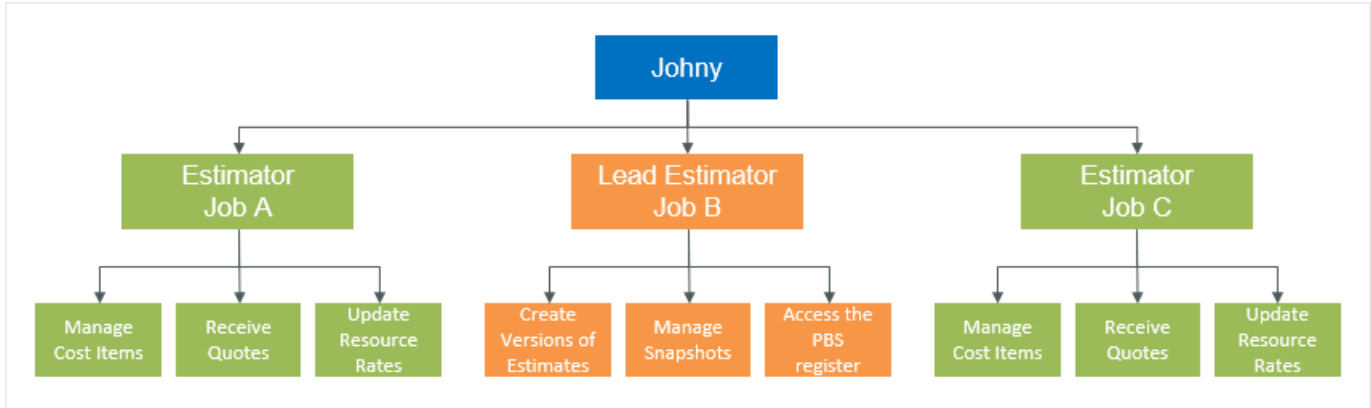 Johny
Estimator
Job A
Lead Estimator
Job B
Estimator
Job C
Manage
Cost Items
Receive
Quotes
Update
Resource
Rates
Create
Versions of
Estimates
Manage
Snapshots
Access the
PBS
register
Manage
Cost Items
Receive
Quotes
Update
Resource
Rates